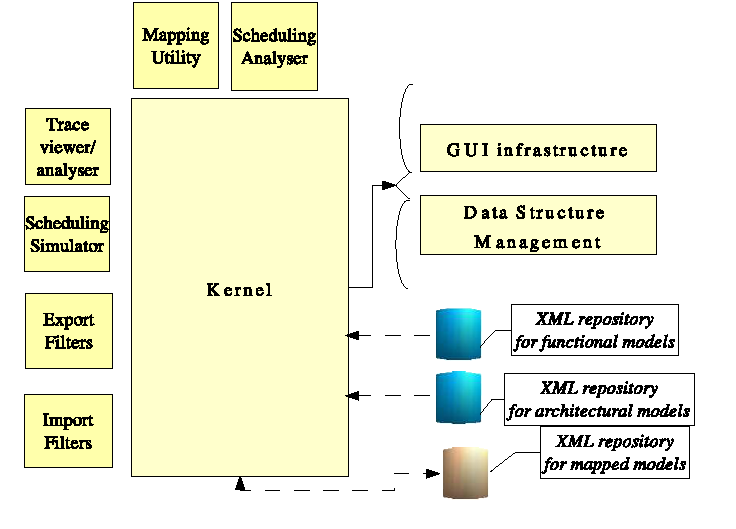 Mapping
Utility
Scheduling
Analyser
Trace
viewer/
analyser
Scheduling
Simulator
Export
Filters
Import
Filters
Kernel
GUI infrastructure
Data Structure
Management
XML repository
for functional models
XML repository
for architectural models
XML repository
for mapped models